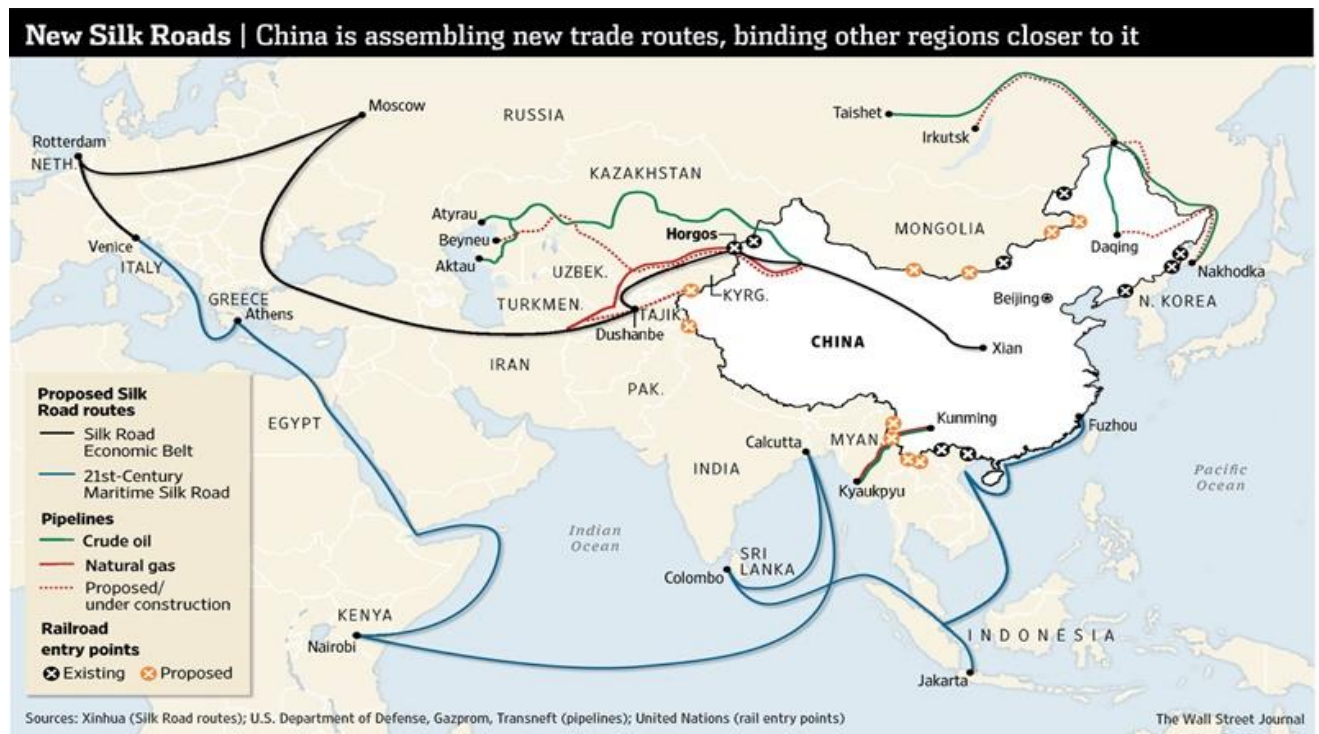 New Silk Roads | China is assembling new trade routes, binding other regions closer to it
Moscow
RUSSIA
Taishet
Irkutsk
Rotterdam
NETH.
KAZAKHSTAN
Atyrau
Beyneu
Aktau
Horgos
MONGOLIA
Daqing
Nakhodka
Venice
ITALY
UZBEK.
TURKMEN.
KYRG.
TAJIK.
Dushanbe
Beijing
N. KOREA
GREECE
Athens
CHINA
Xian
IRAN
PAK.
EGYPT
Kunming
Fuzhou
Calcutta
MYAN.
INDIA
Kyaukpyu
Pacific
Ocean
Indian
Ocean
SRI
LANKA
Colombo
KENYA
Nairobi
INDONESIA
Jakarta
Proposed Silk
Road routes
Silk Road
Economic Belt
21st-Century
Maritime Silk Road
Pipelines
Crude oil
Natural gas
Proposed/
under construction
Railroad
entry points
Existing
Proposed
Sources: Xinhua (Silk Road routes); U.S. Department of Defense, Gazprom, Transneft (pipelines); United Nations (rail entry points)
The Wall Street Journal